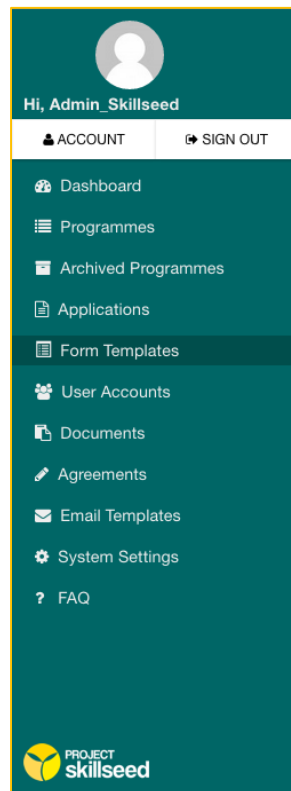 Hi, Admin_Skillseed
ACCOUNT SIGN OUT
Dashboard
Programmes
Archived Programmes
Applications
Form Templates
User Accounts
Documents
Agreements
Email Templates
System Settings
? FAQ
PROJECT
skillseed